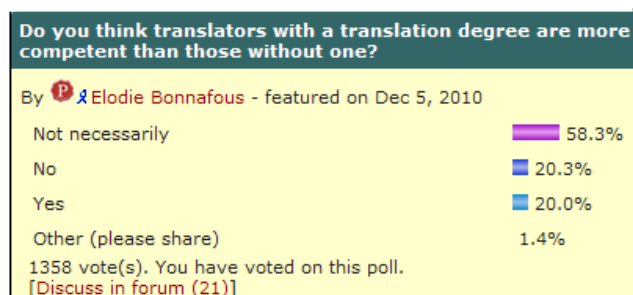 Do you think translators with a translation degree are more
competent than those without one?
By P Elodie Bonnafous - featured on Dec 5, 2010
Not necessarily 58.3%
No 20.3%
Yes 20.0%
Other (please share) 1.4%
1358 vote(s). You have voted on this poll.
[Discuss in forum (21)]